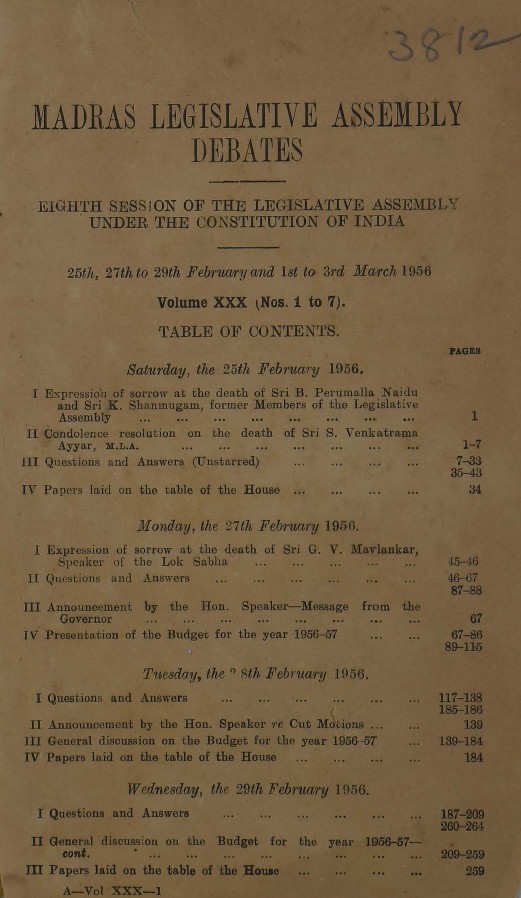 3812
MADRAS LEGISLATIVE ASSEMBLY
DEBATES
EIGHTH SESSION OF THE LEGISLATIVE ASSEMBLY
UNDER THE CONSTITUTION OF INDIA
25th, 27th to 29th February and 1st to 3rd March 1956
Volume XXX (Nos. 1 to 7).
TABLE OF CONTENTS.
PAGES
Saturday, the 25th February 1956.
I Expression of sorrow at the death of Sri B. Perumalla Naidu
and Sri K. Shanmugam, former Members of the Legislative
Assembly ... ... ... ... ... ... ... ... 1
II Condolence resolution on the death of Sri S. Venkatrama
Ayyar, M.L.A. ... ... ... ... ... ... ... 1–7
III Questions and Answers (Unstarred) ... ... ... ... 7–33
35–43
IV Papers laid on the table of the House ... ... ... ... 34
Monday, the 27th February 1956.
I Expression of sorrow at the death of Sri G. V. Mavlankar,
Speaker of the Lok Sabha ... ... ... ... ... 45–46
II Questions and Answers ... ... ... ... ... ... 46–67
87–88
III Announcement by the Hon. Speaker—Message from the
Governor ... ... ... ... ... ... ... ... 67
IV Presentation of the Budget for the year 1956–57 ... ... 67–86
89–115
Tuesday, the 8th February 1956.
I Questions and Answers ... ... ... ... ... ... 117–138
185–186
II Announcement by the Hon. Speaker re Cut Motions ... ... 139
III General discussion on the Budget for the year 1956–57 ... 139–184
IV Papers laid on the table of the House ... ... ... ... 184
Wednesday, the 29th February 1956.
I Questions and Answers ... ... ... ... ... ... 187–209
260–264
II General discussion on the Budget for the year 1956–57—
cont. ... ... ... ... ... ... ... ... 209–259
III Papers laid on the table of the House ... ... ... ... 259
A—Vol XXX—1